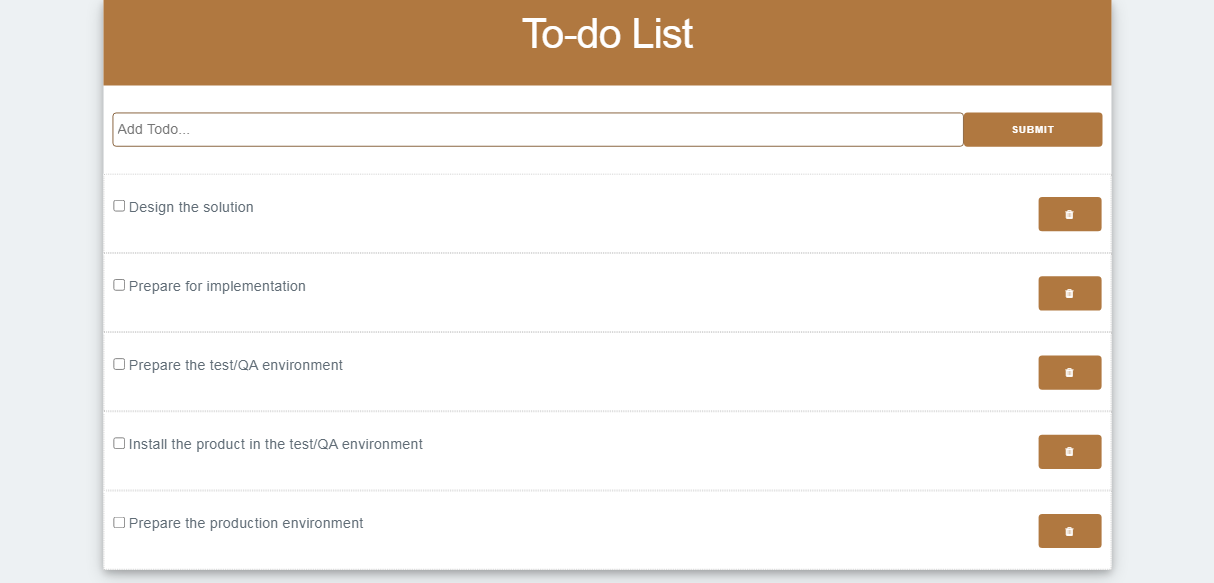 To-do List
Add Todo...
SUBMIT
Design the solution
Prepare for implementation
Prepare the test/QA environment
Install the product in the test/QA environment
Prepare the production environment